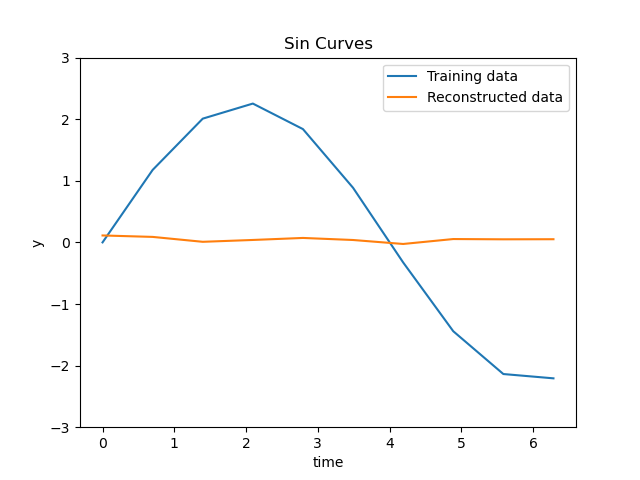 Sin Curves
Training data
Reconstructed data
3
2
1
0
−1
−2
−3
y
0 1 2 3 4 5 6
time